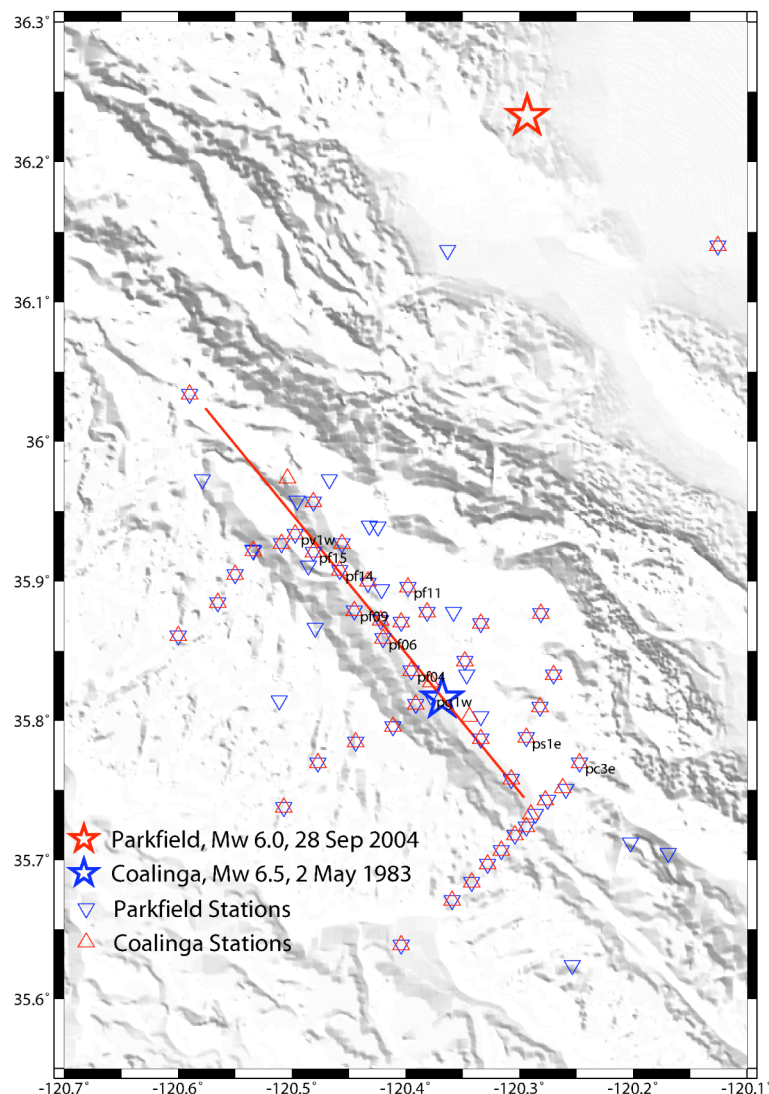 36.3°
36.2°
36.1°
36°
pv1w
pf15
pf14
35.9°
pf11
pf09
pf06
pf04
35.8°
pg1w
ps1e
pc3e
Parkfield, Mw 6.0, 28 Sep 2004
35.7°
Coalinga, Mw 6.5, 2 May 1983
Parkfield Stations
Coalinga Stations
35.6°
-120.7° -120.6° -120.5° -120.4° -120.3° -120.2° -120.1°